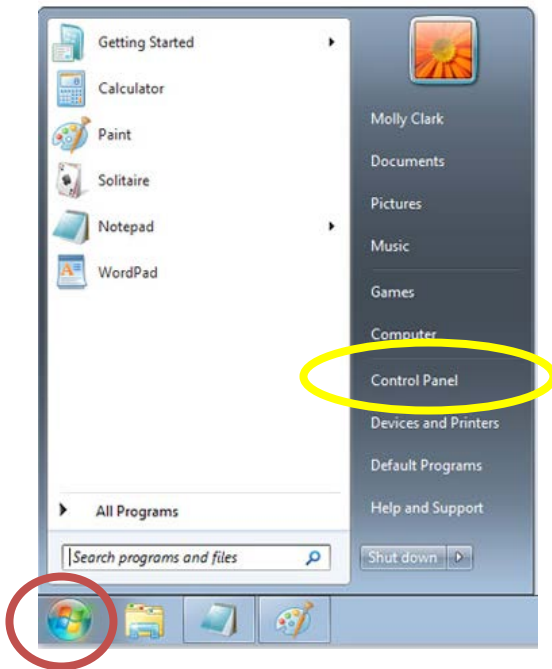 Getting Started
Calculator
Paint
Solitaire
Notepad
WordPad
All Programs
Search programs and files
Molly Clark
Documents
Pictures
Music
Games
Computer
Control Panel
Devices and Printers
Default Programs
Help and Support
Shut down